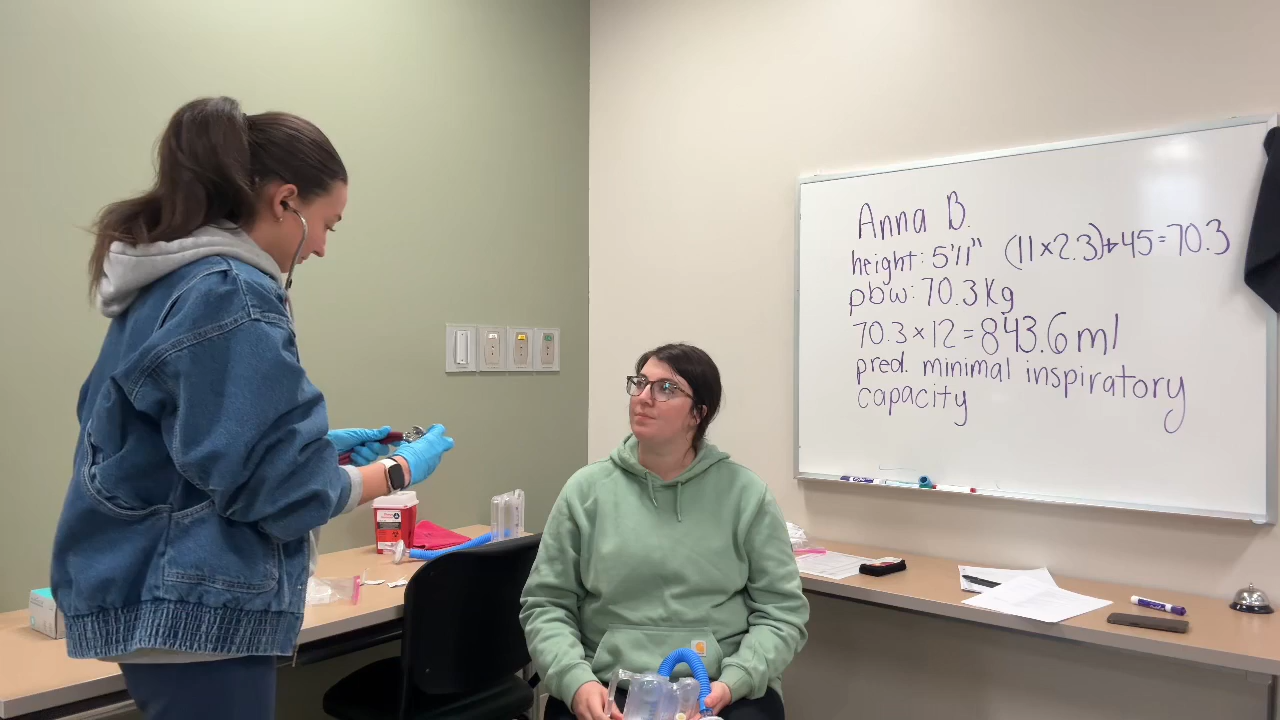 Anna B.
height: 5'11" (11×2.3)+45=70.3
pbw: 70.3 Kg
70.3×12=843.6 ml
pred. minimal inspiratory
capacity